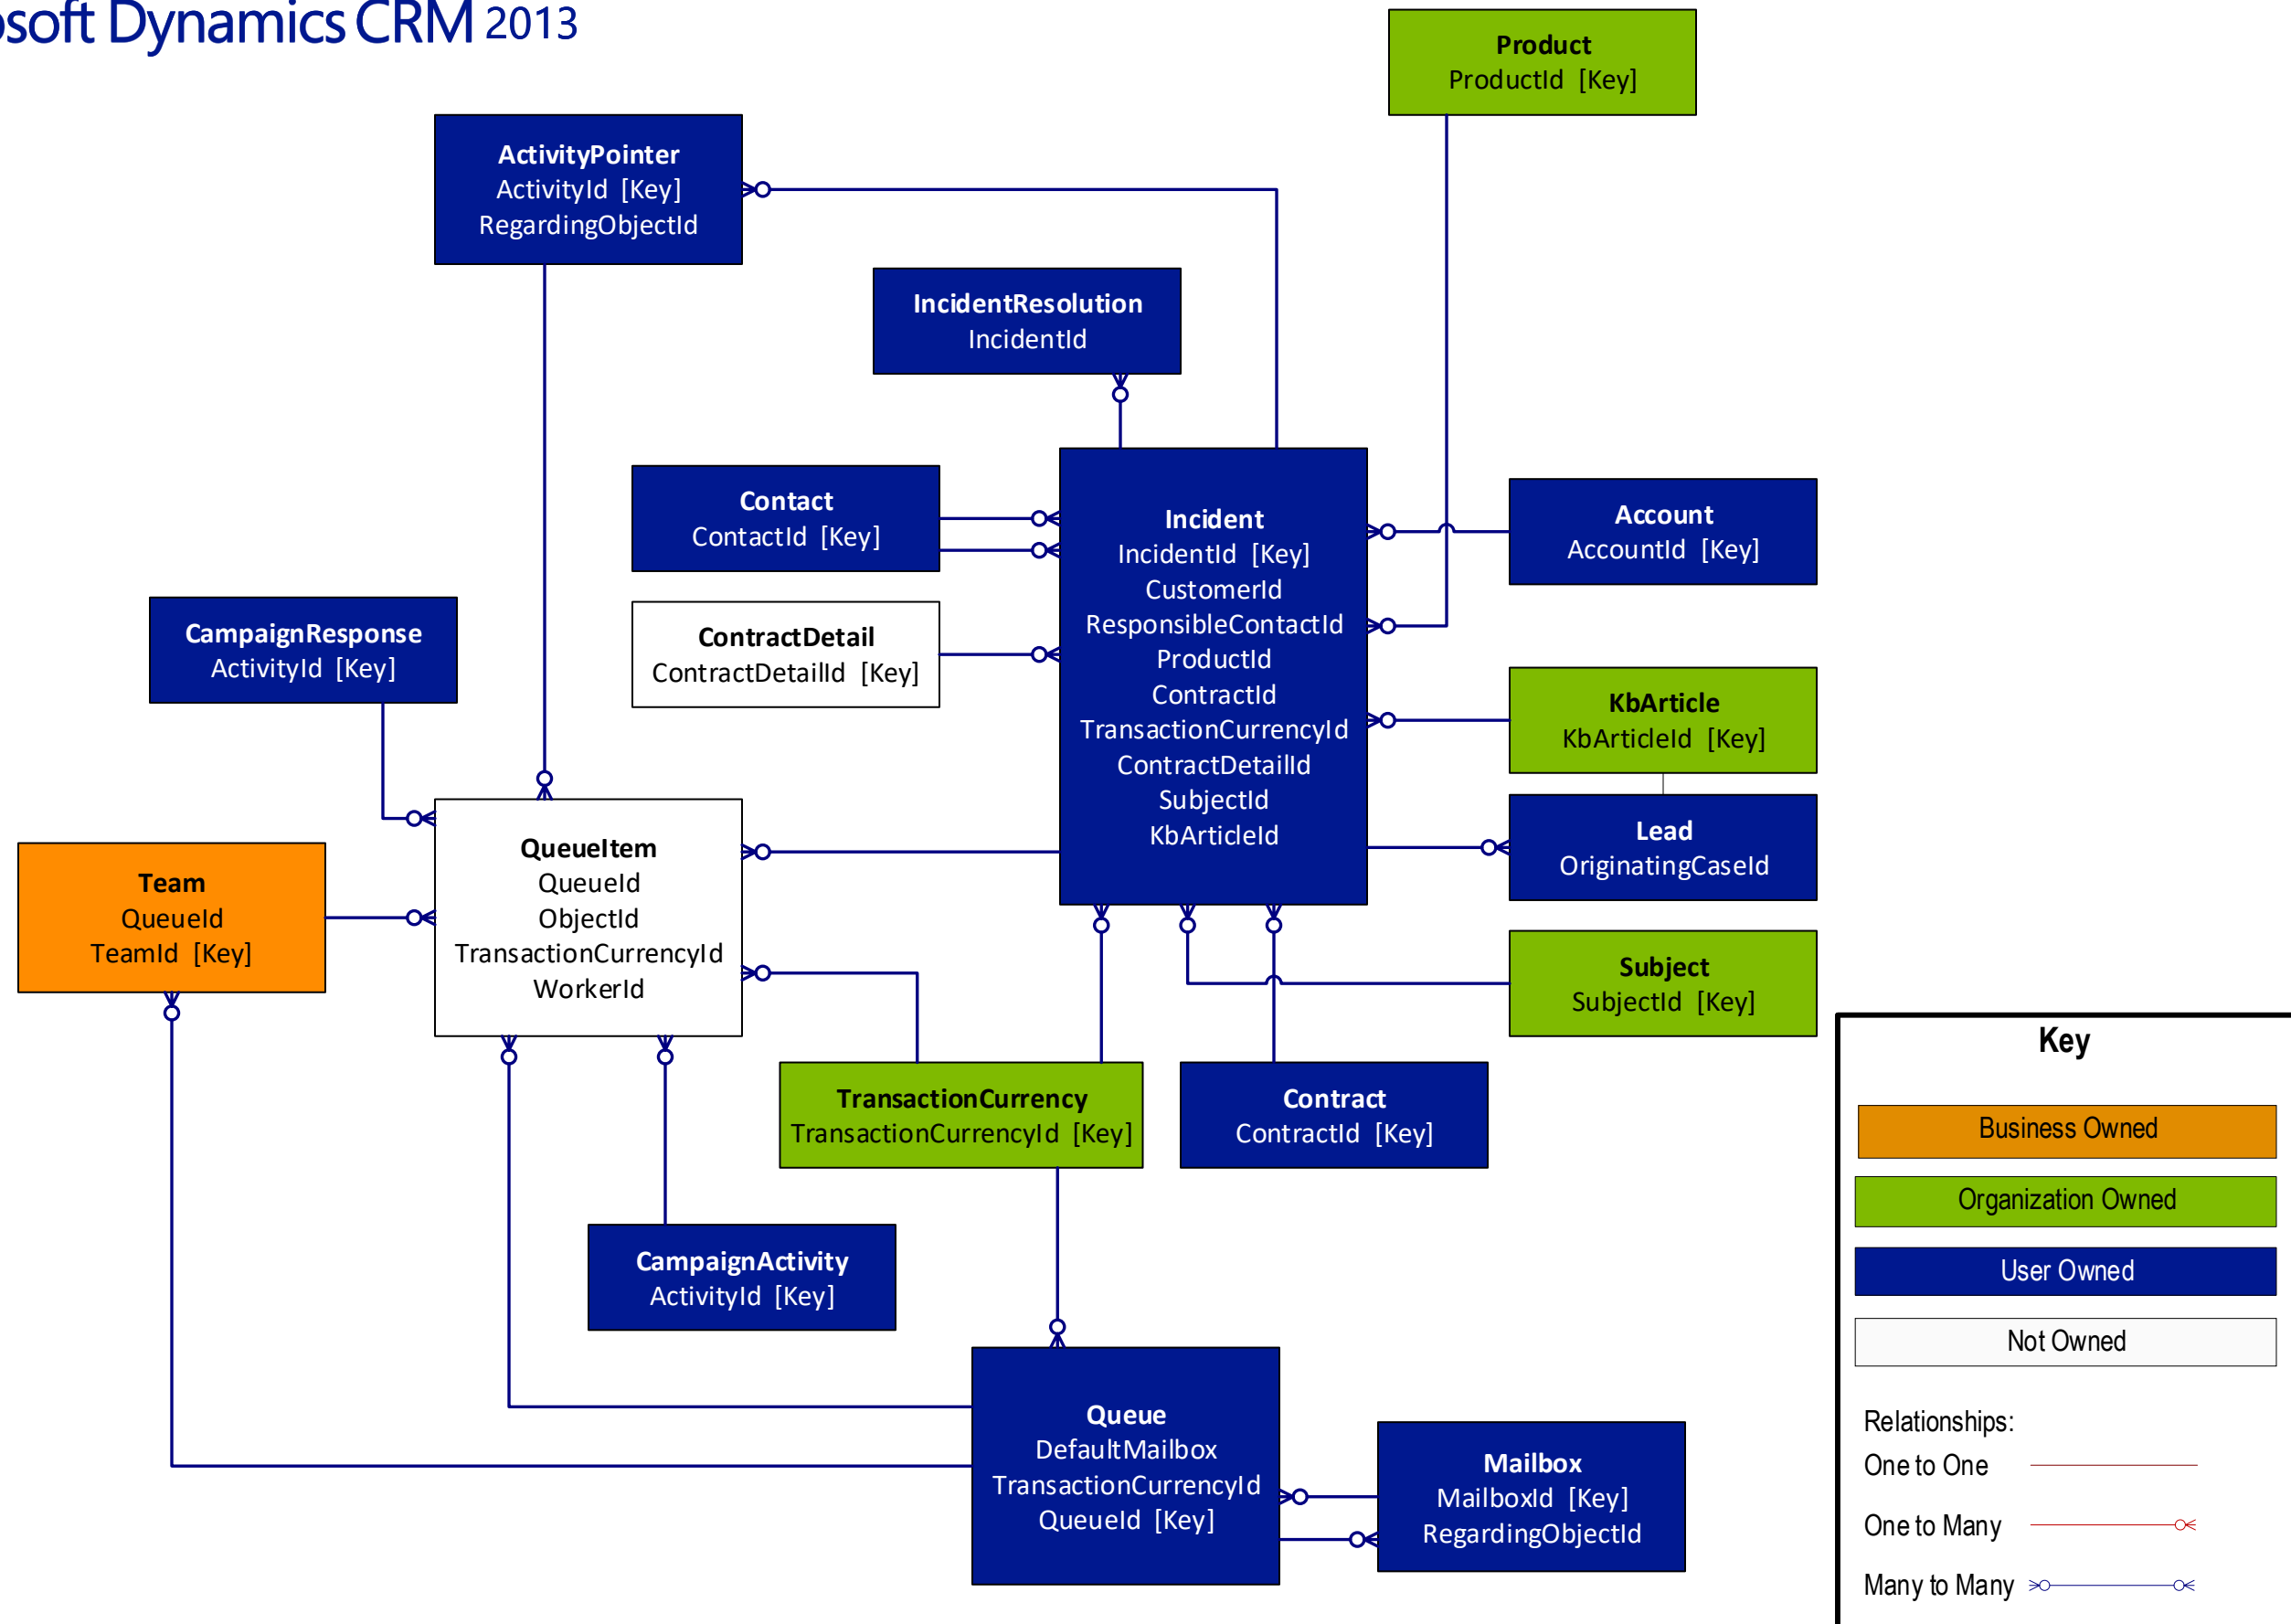 osoft Dynamics CRM 2013
Product
ProductId [Key]
ActivityPointer
ActivityId [Key]
RegardingObjectId
IncidentResolution
IncidentId
Contact
ContactId [Key]
Incident
IncidentId [Key]
CustomerId
ResponsibleContactId
ProductId
ContractId
TransactionCurrencyId
ContractDetailId
SubjectId
KbArticleId
Account
AccountId [Key]
CampaignResponse
ActivityId [Key]
ContractDetail
ContractDetailId [Key]
KbArticle
KbArticleId [Key]
Team
QueueId
TeamId [Key]
QueueItem
QueueId
ObjectId
TransactionCurrencyId
WorkerId
Lead
OriginatingCaseId
Subject
SubjectId [Key]
TransactionCurrency
TransactionCurrencyId [Key]
Contract
ContractId [Key]
CampaignActivity
ActivityId [Key]
Queue
DefaultMailbox
TransactionCurrencyId
QueueId [Key]
Mailbox
MailboxId [Key]
RegardingObjectId
Key
Business Owned
Organization Owned
User Owned
Not Owned
Relationships:
One to One
One to Many
Many to Many